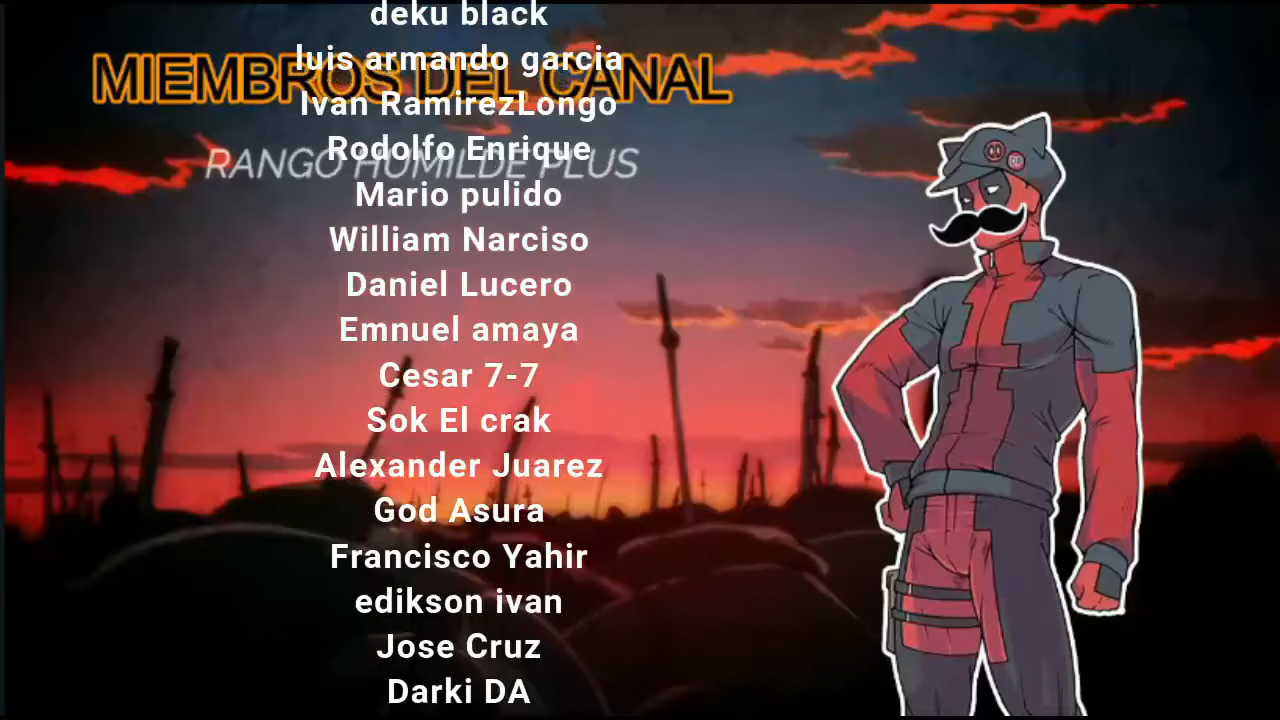 deku black
MIEMBROS DEL CANAL
luis armando garcia
Ivan RamirezLongo
RANGO HUMILDE PLUS
Rodolfo Enrique
Mario pulido
William Narciso
Daniel Lucero
Emnuel amaya
Cesar 7-7
Sok El crak
Alexander Juarez
God Asura
Francisco Yahir
edikson ivan
Jose Cruz
Darki DA